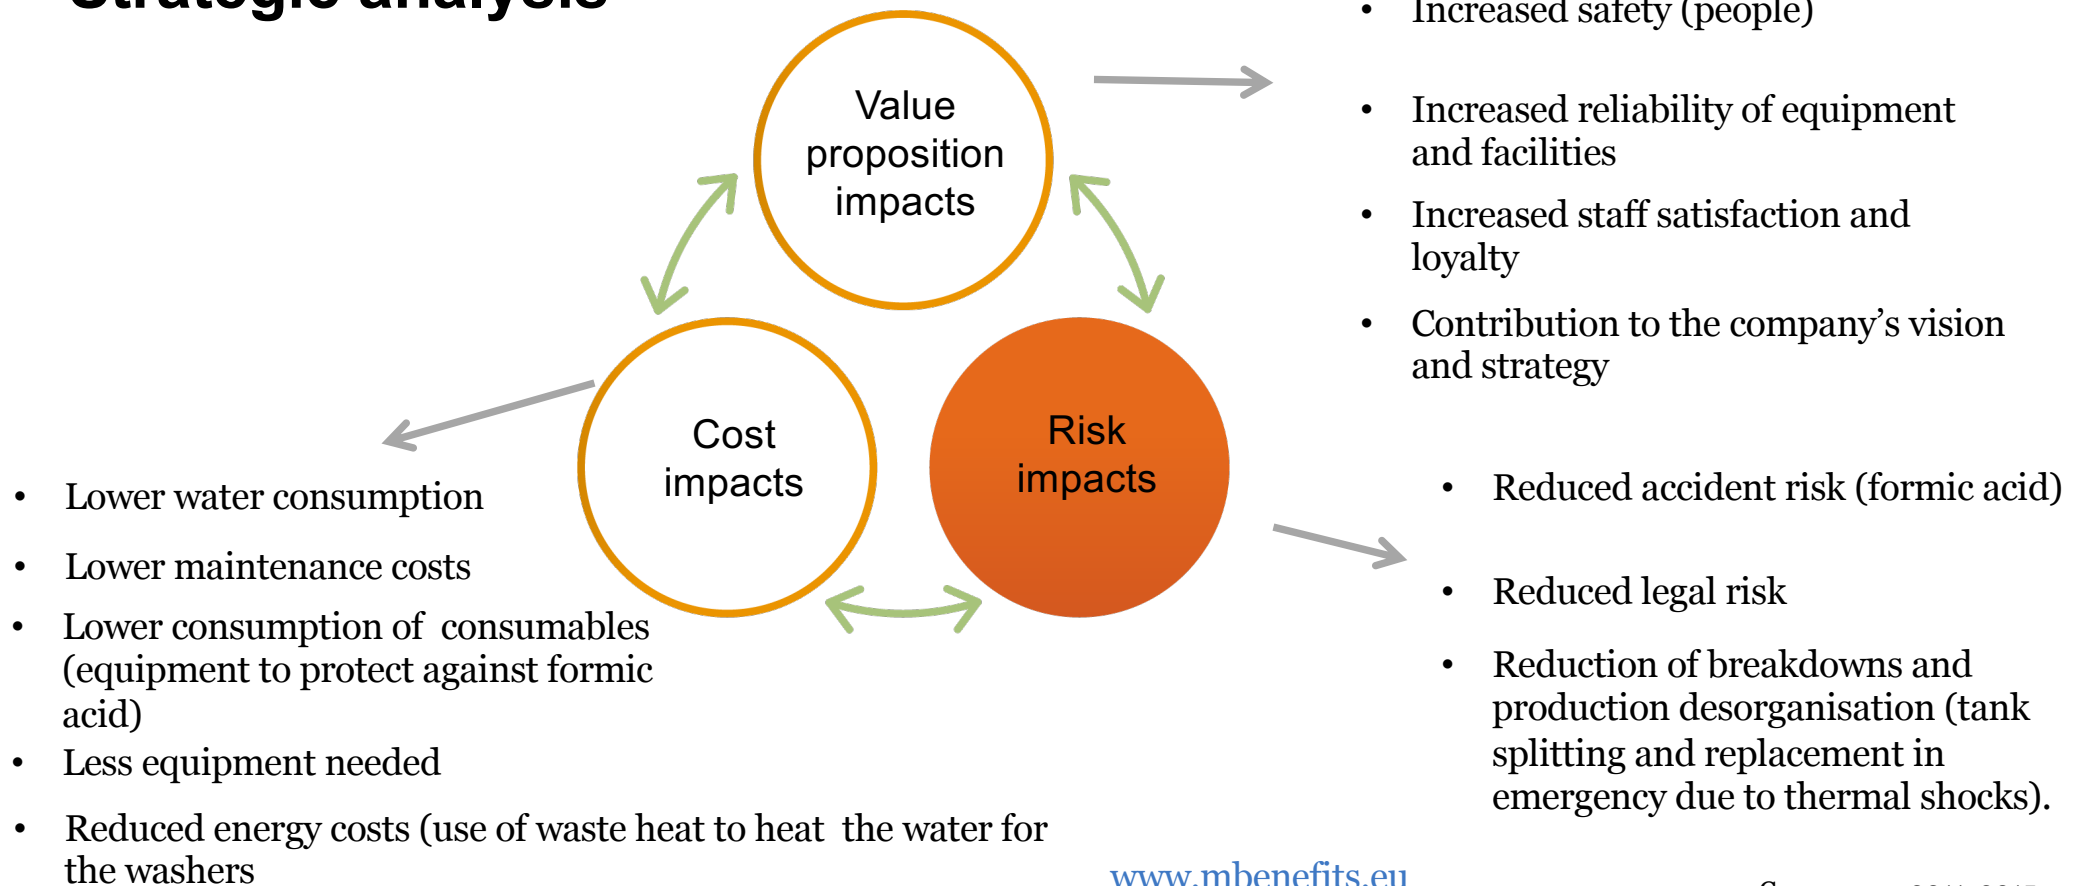 Strategic analysis
• Increased safety (people)
Value
proposition
impacts
• Increased reliability of equipment
and facilities
• Increased staff satisfaction and
loyalty
• Contribution to the company’s vision
and strategy
Cost
impacts
Risk
impacts
• Lower water consumption
• Lower maintenance costs
• Lower consumption of  consumables
(equipment to protect against formic
acid)
• Less equipment needed
• Reduced energy costs (use of waste heat to heat  the water for
the washers
• Reduced accident risk (formic acid)
• Reduced legal risk
• Reduction of breakdowns and
production desorganisation (tank
splitting and replacement in
emergency due to thermal shocks).
www.mbenefits.eu